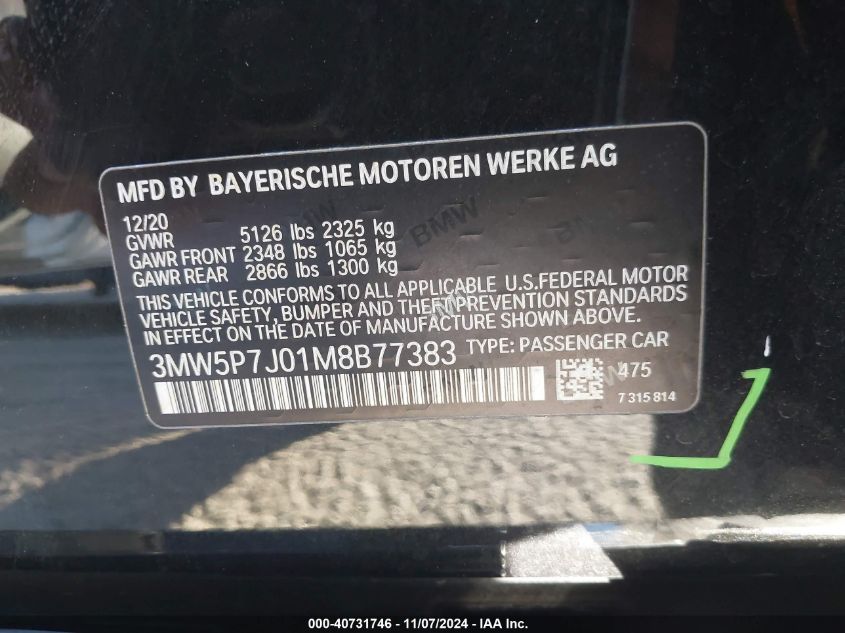 MFD BY BAYERISCHE MOTOREN WERKE AG
12/20
GVWR 5126 lbs 2325 kg
GAWR FRONT 2348 lbs 1065 kg
GAWR REAR 2866 lbs 1300 kg
THIS VEHICLE CONFORMS TO ALL APPLICABLE U.S.FEDERAL MOTOR
VEHICLE SAFETY, BUMPER AND THEFTPREVENTION STANDARDS
IN EFFECT ON THE DATE OF MANUFACTURE SHOWN ABOVE.
3MW5P7J01M8B77383 TYPE: PASSENGER CAR
475
7 315 814
BMW
000-40731746 - 11/07/2024 - IAA Inc.